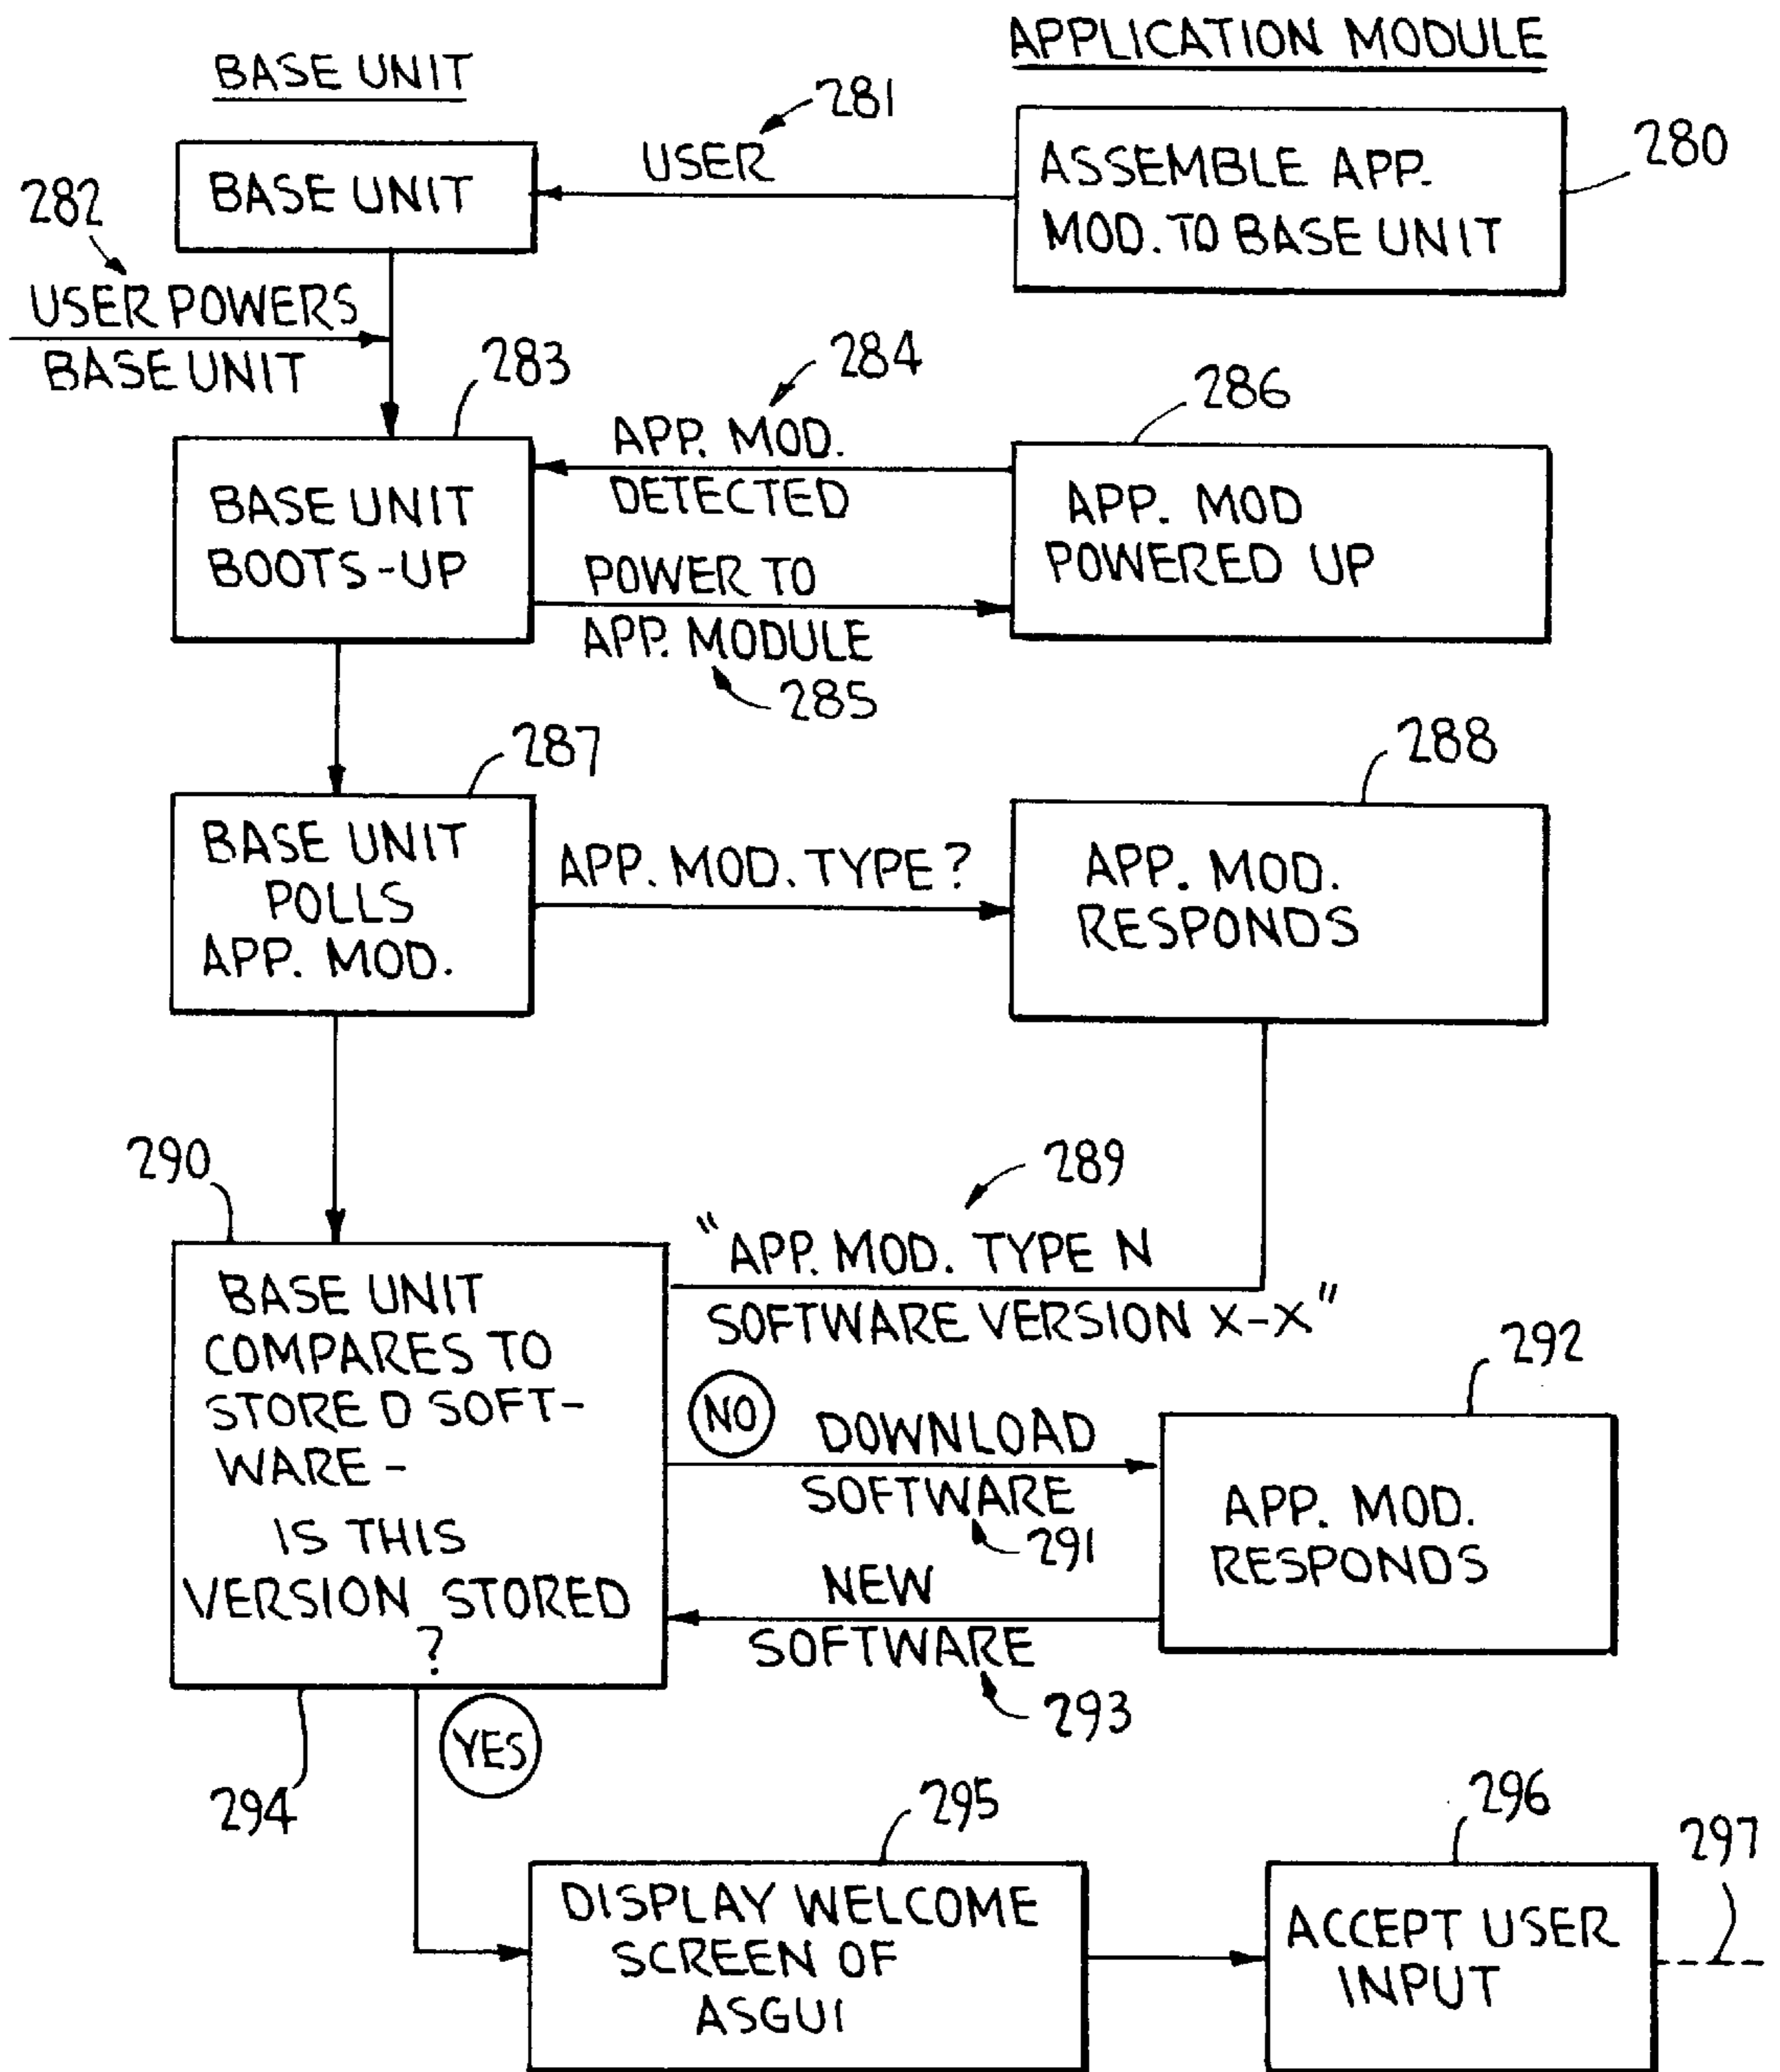 BASE UNIT
APPLICATION MODULE
281
280
BASE UNIT
USER
ASSEMBLE APP.
MOD. TO BASE UNIT
282
USER POWERS
BASE UNIT
283
284
286
APP. MOD.
DETECTED
BASE UNIT
BOOTS-UP
APP. MOD
POWERED UP
POWER TO
APP. MODULE
285
287
288
BASE UNIT
POLLS
APP. MOD.
APP. MOD. TYPE?
APP. MOD.
RESPONDS
290
289
"APP. MOD. TYPE N
SOFTWARE VERSION X-X"
BASE UNIT
COMPARES TO
STORED SOFT-
WARE -
IS THIS
VERSION STORED
?
NO
DOWNLOAD
SOFTWARE
291
292
APP. MOD.
RESPONDS
NEW
SOFTWARE
293
YES
294
295
296
297
DISPLAY WELCOME
SCREEN OF
ASGUI
ACCEPT USER
INPUT